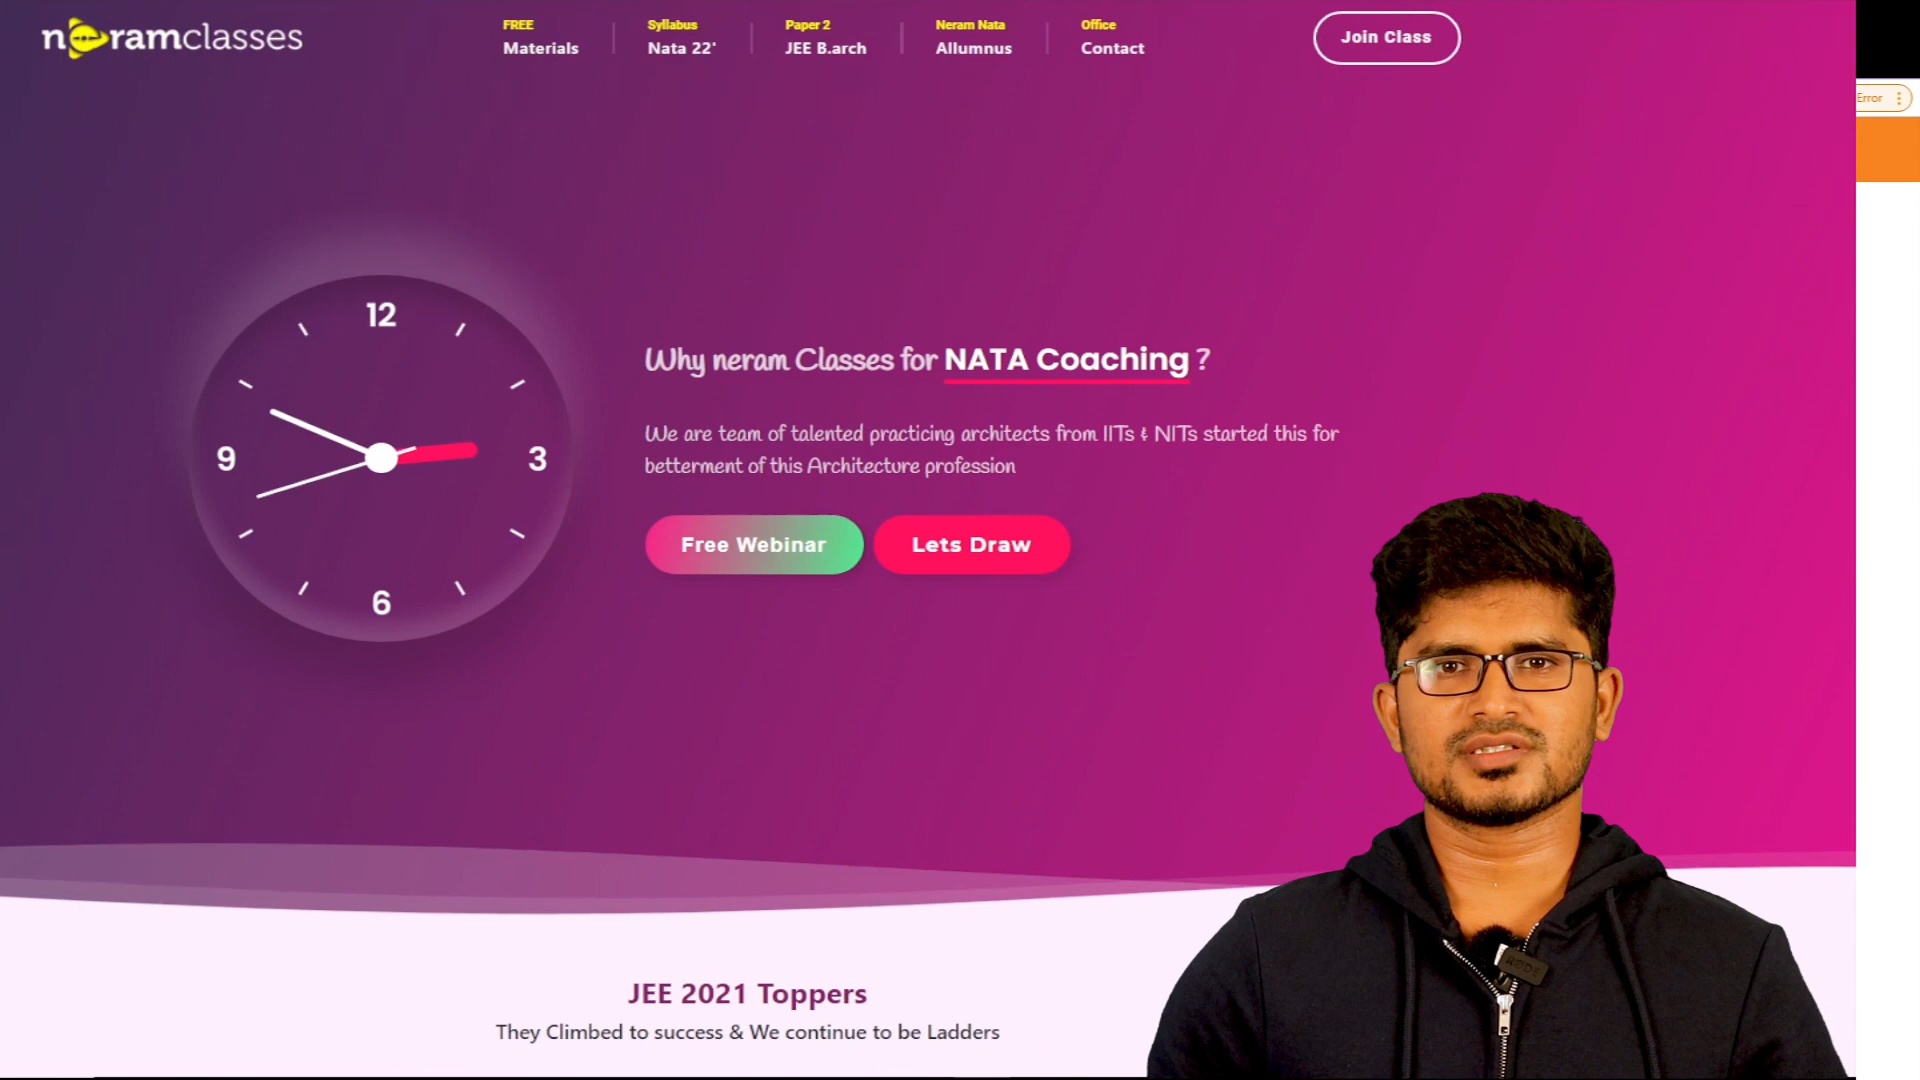 neramclasses
FREE
Materials
Syllabus
Nata 22'
Paper 2
JEE B.arch
Neram Nata
Allumnus
Office
Contact
Join Class
Error
12
9
3
6
Why neram Classes for NATA Coaching ?
We are team of talented practicing architects from IITs & NITs started this for
betterment of this Architecture profession
Free Webinar
Lets Draw
RODE
JEE 2021 Toppers
They Climbed to success & We continue to be Ladders